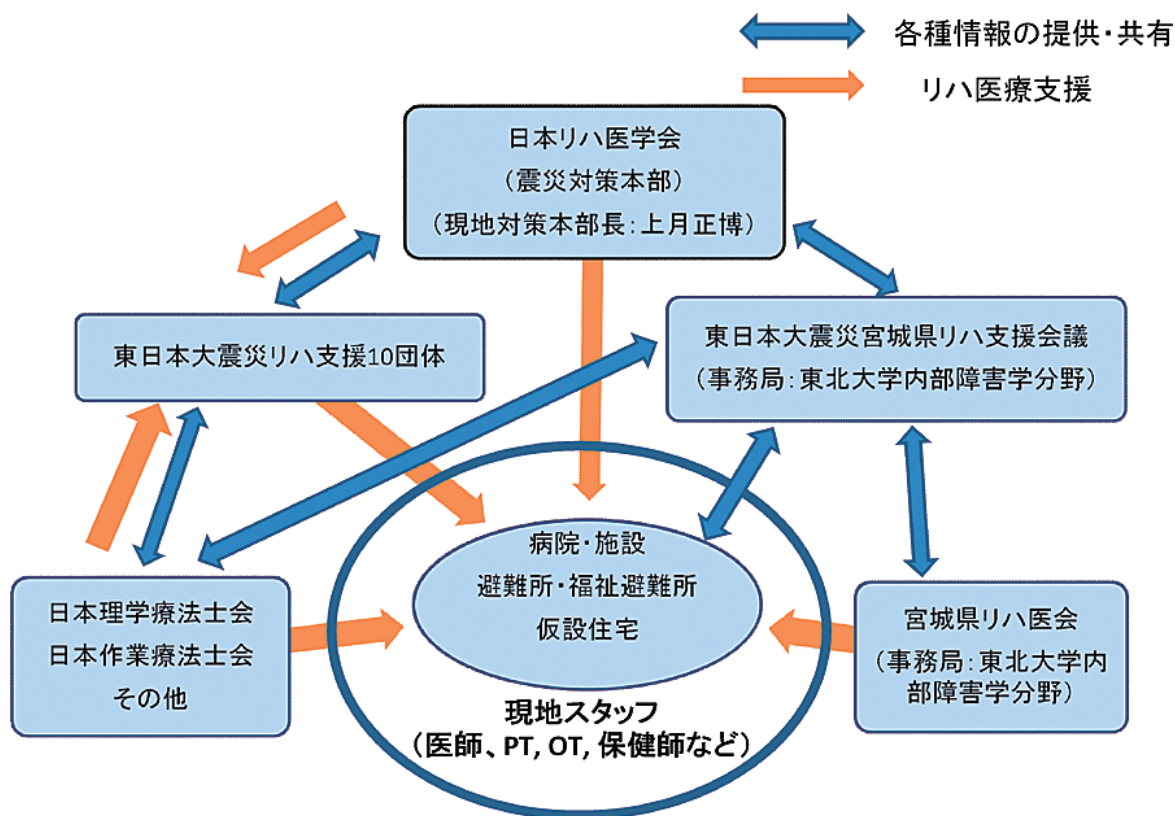 各種情報の提供・共有
リハ医療支援
日本リハ医学会
（震災対策本部）
（現地対策本部長：上月正博）
東日本大震災リハ支援10団体
東日本大震災宮城県リハ支援会議
（事務局：東北大学内部障害学分野）
病院・施設
避難所・福祉避難所
仮設住宅
日本理学療法士会
日本作業療法士会
その他
宮城県リハ医会
（事務局：東北大学内
部障害学分野）
現地スタッフ
（医師、PT, OT, 保健師など）